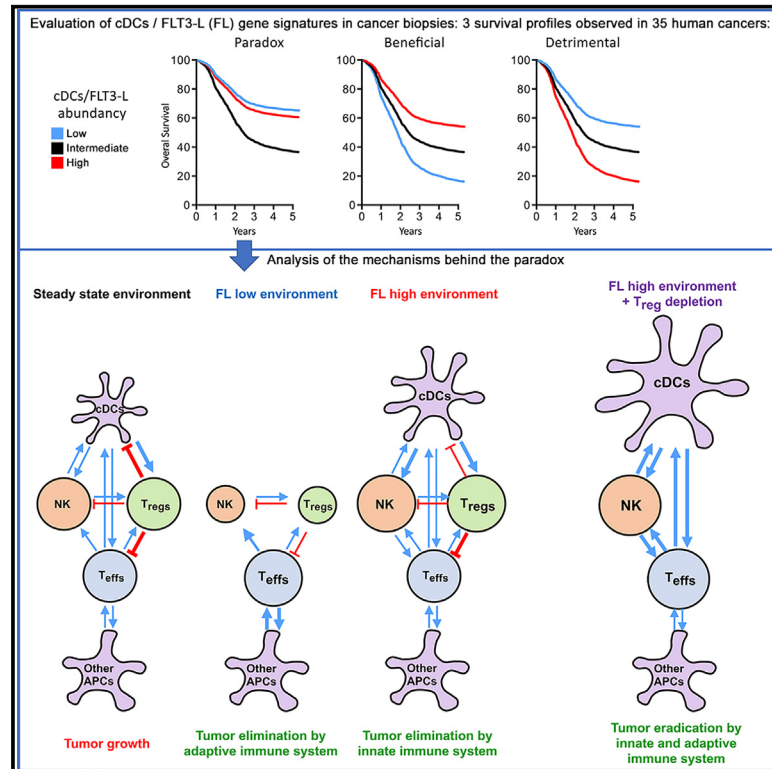 Evaluation of cDCs / FLT3-L (FL) gene signatures in cancer biopsies: 3 survival profiles observed in 35 human cancers:
Paradox
Beneficial
Detrimental
cDCs/FLT3-L
abundancy
Low
Intermediate
High
Overal Survival
100
80
60
40
20
0
0 1 2 3 4 5
Years
100
80
60
40
20
0
0 1 2 3 4 5
Years
100
80
60
40
20
0
0 1 2 3 4 5
Years
Analysis of the mechanisms behind the paradox
Steady state environment
FL low environment
FL high environment
FL high environment
+ Treg depletion
cDCs
NK
Tregs
Teffs
Other
APCs
Tumor growth
NK
Tregs
Teffs
Other
APCs
Tumor elimination by
adaptive immune system
cDCs
NK
Tregs
Teffs
Other
APCs
Tumor elimination by
innate immune system
cDCs
NK
Teffs
Other
APCs
Tumor eradication by
innate and adaptive
immune system